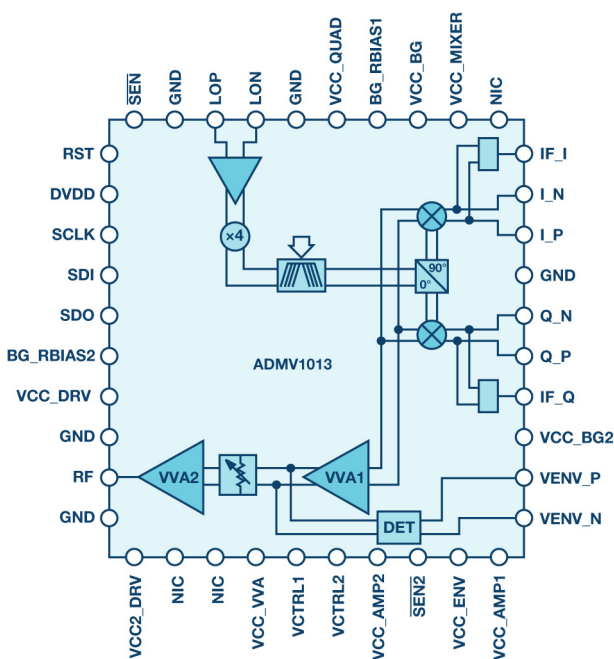 SEN
GND
LOP
LON
GND
VCC_QUAD
BG_RBIAS1
VCC_BG
VCC_MIXER
NIC
RST
DVDD
SCLK
SDI
SDO
BG_RBIAS2
VCC_DRV
GND
RF
GND
×4
90°
0°
ADMV1013
VVA2
VVA1
DET
IF_I
I_N
I_P
GND
Q_N
Q_P
IF_Q
VCC_BG2
VENV_P
VENV_N
VCC2_DRV
NIC
NIC
VCC_VVA
VCTRL1
VCTRL2
VCC_AMP2
SEN2
VCC_ENV
VCC_AMP1